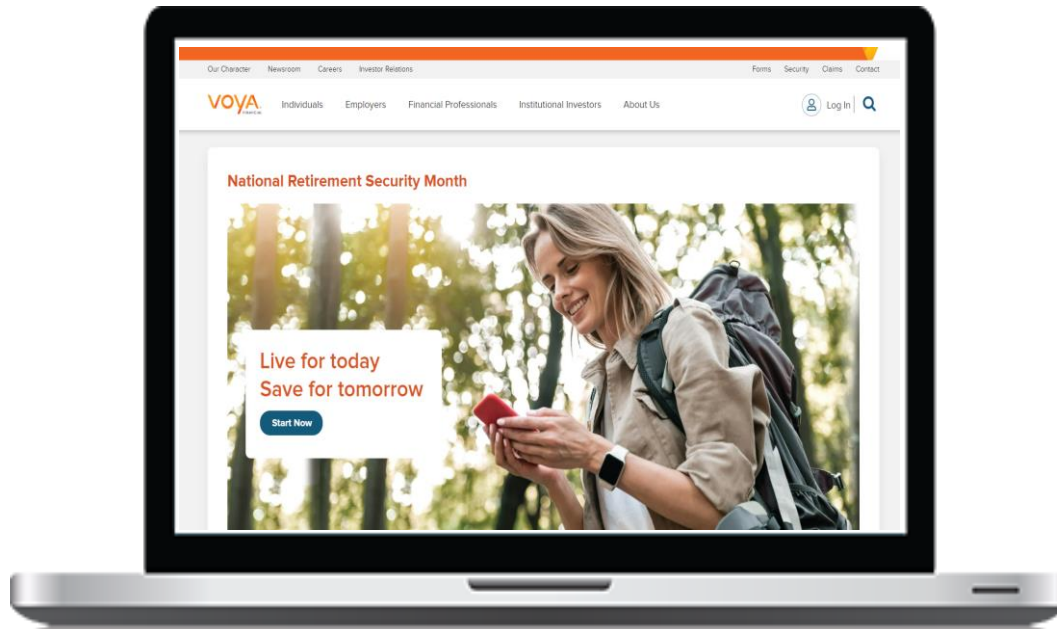 Our Character Newsroom Careers Investor Relations Forms Security Claims Contact
VOYA Individuals Employers Financial Professionals Institutional Investors About Us Log In
National Retirement Security Month
Live for today
Save for tomorrow
Start Now